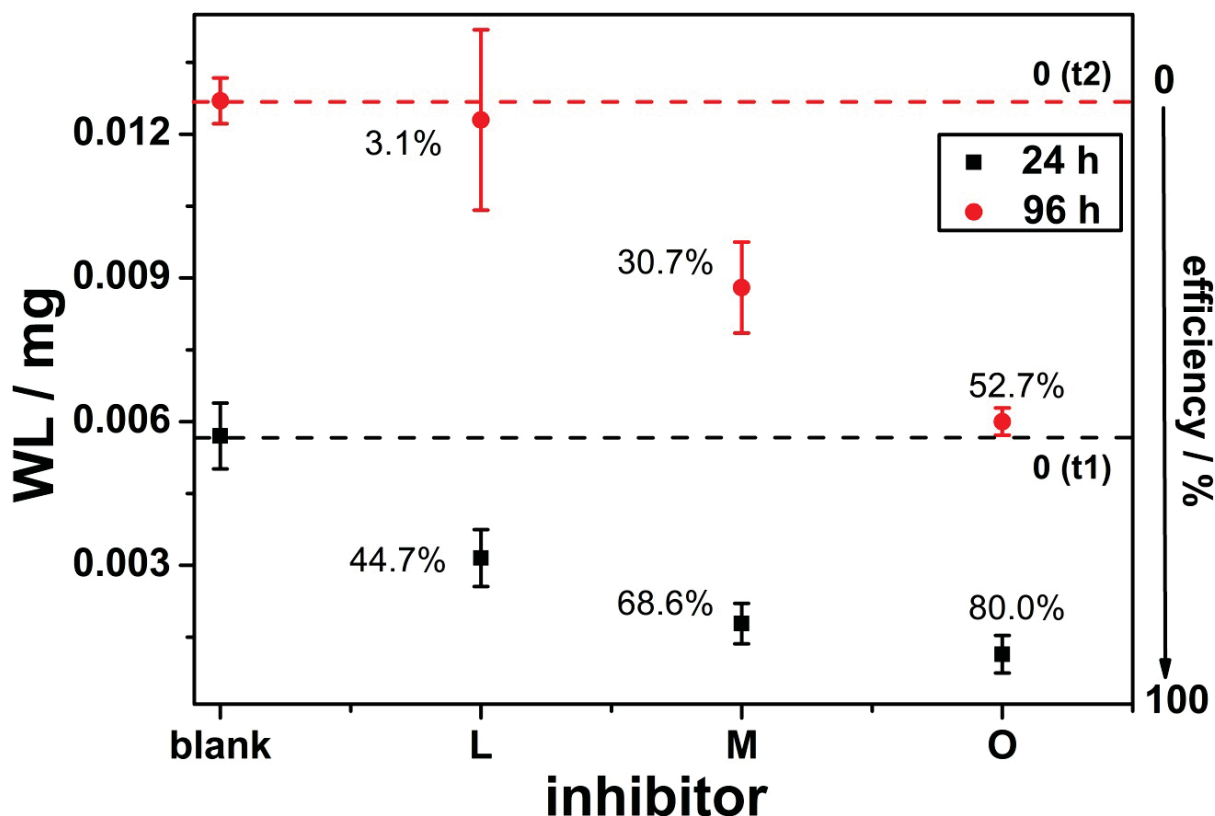 0 (t2)
0
0.012
3.1%
24 h
96 h
0.009
30.7%
WL / mg
efficiency / %
52.7%
0.006
0 (t1)
0.003
44.7%
68.6%
80.0%
100
blank L M O
inhibitor